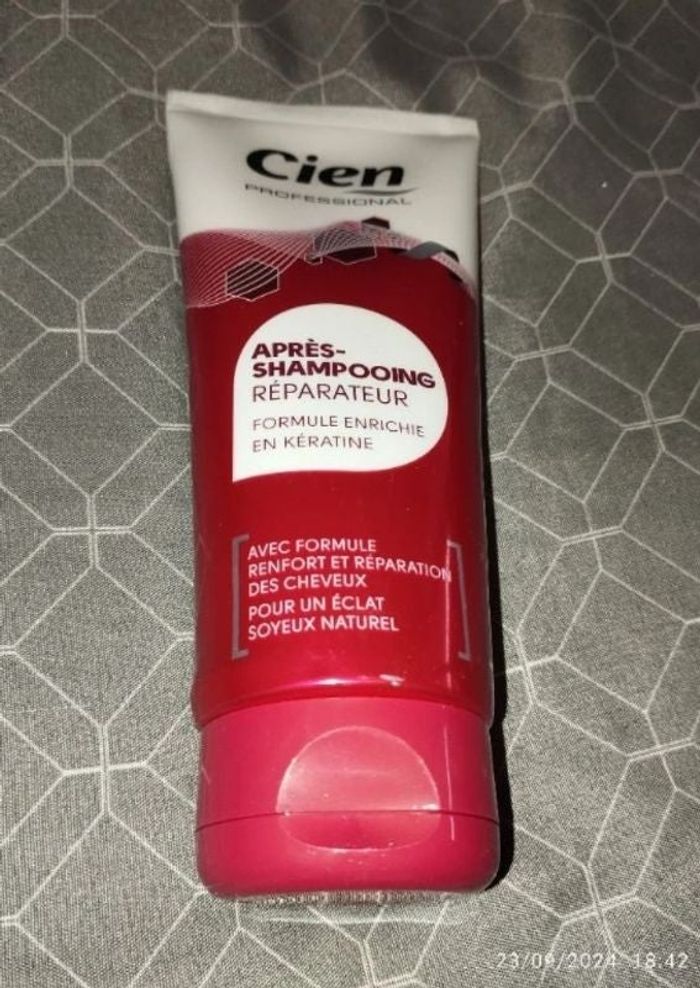 Cien
PROFESSIONAL
APRÈS-
SHAMPOOING
RÉPARATEUR
FORMULE ENRICHIE
EN KÉRATINE
AVEC FORMULE
RENFORT ET RÉPARATION
DES CHEVEUX
POUR UN ÉCLAT
SOYEUX NATUREL
23/09/2024 18:42